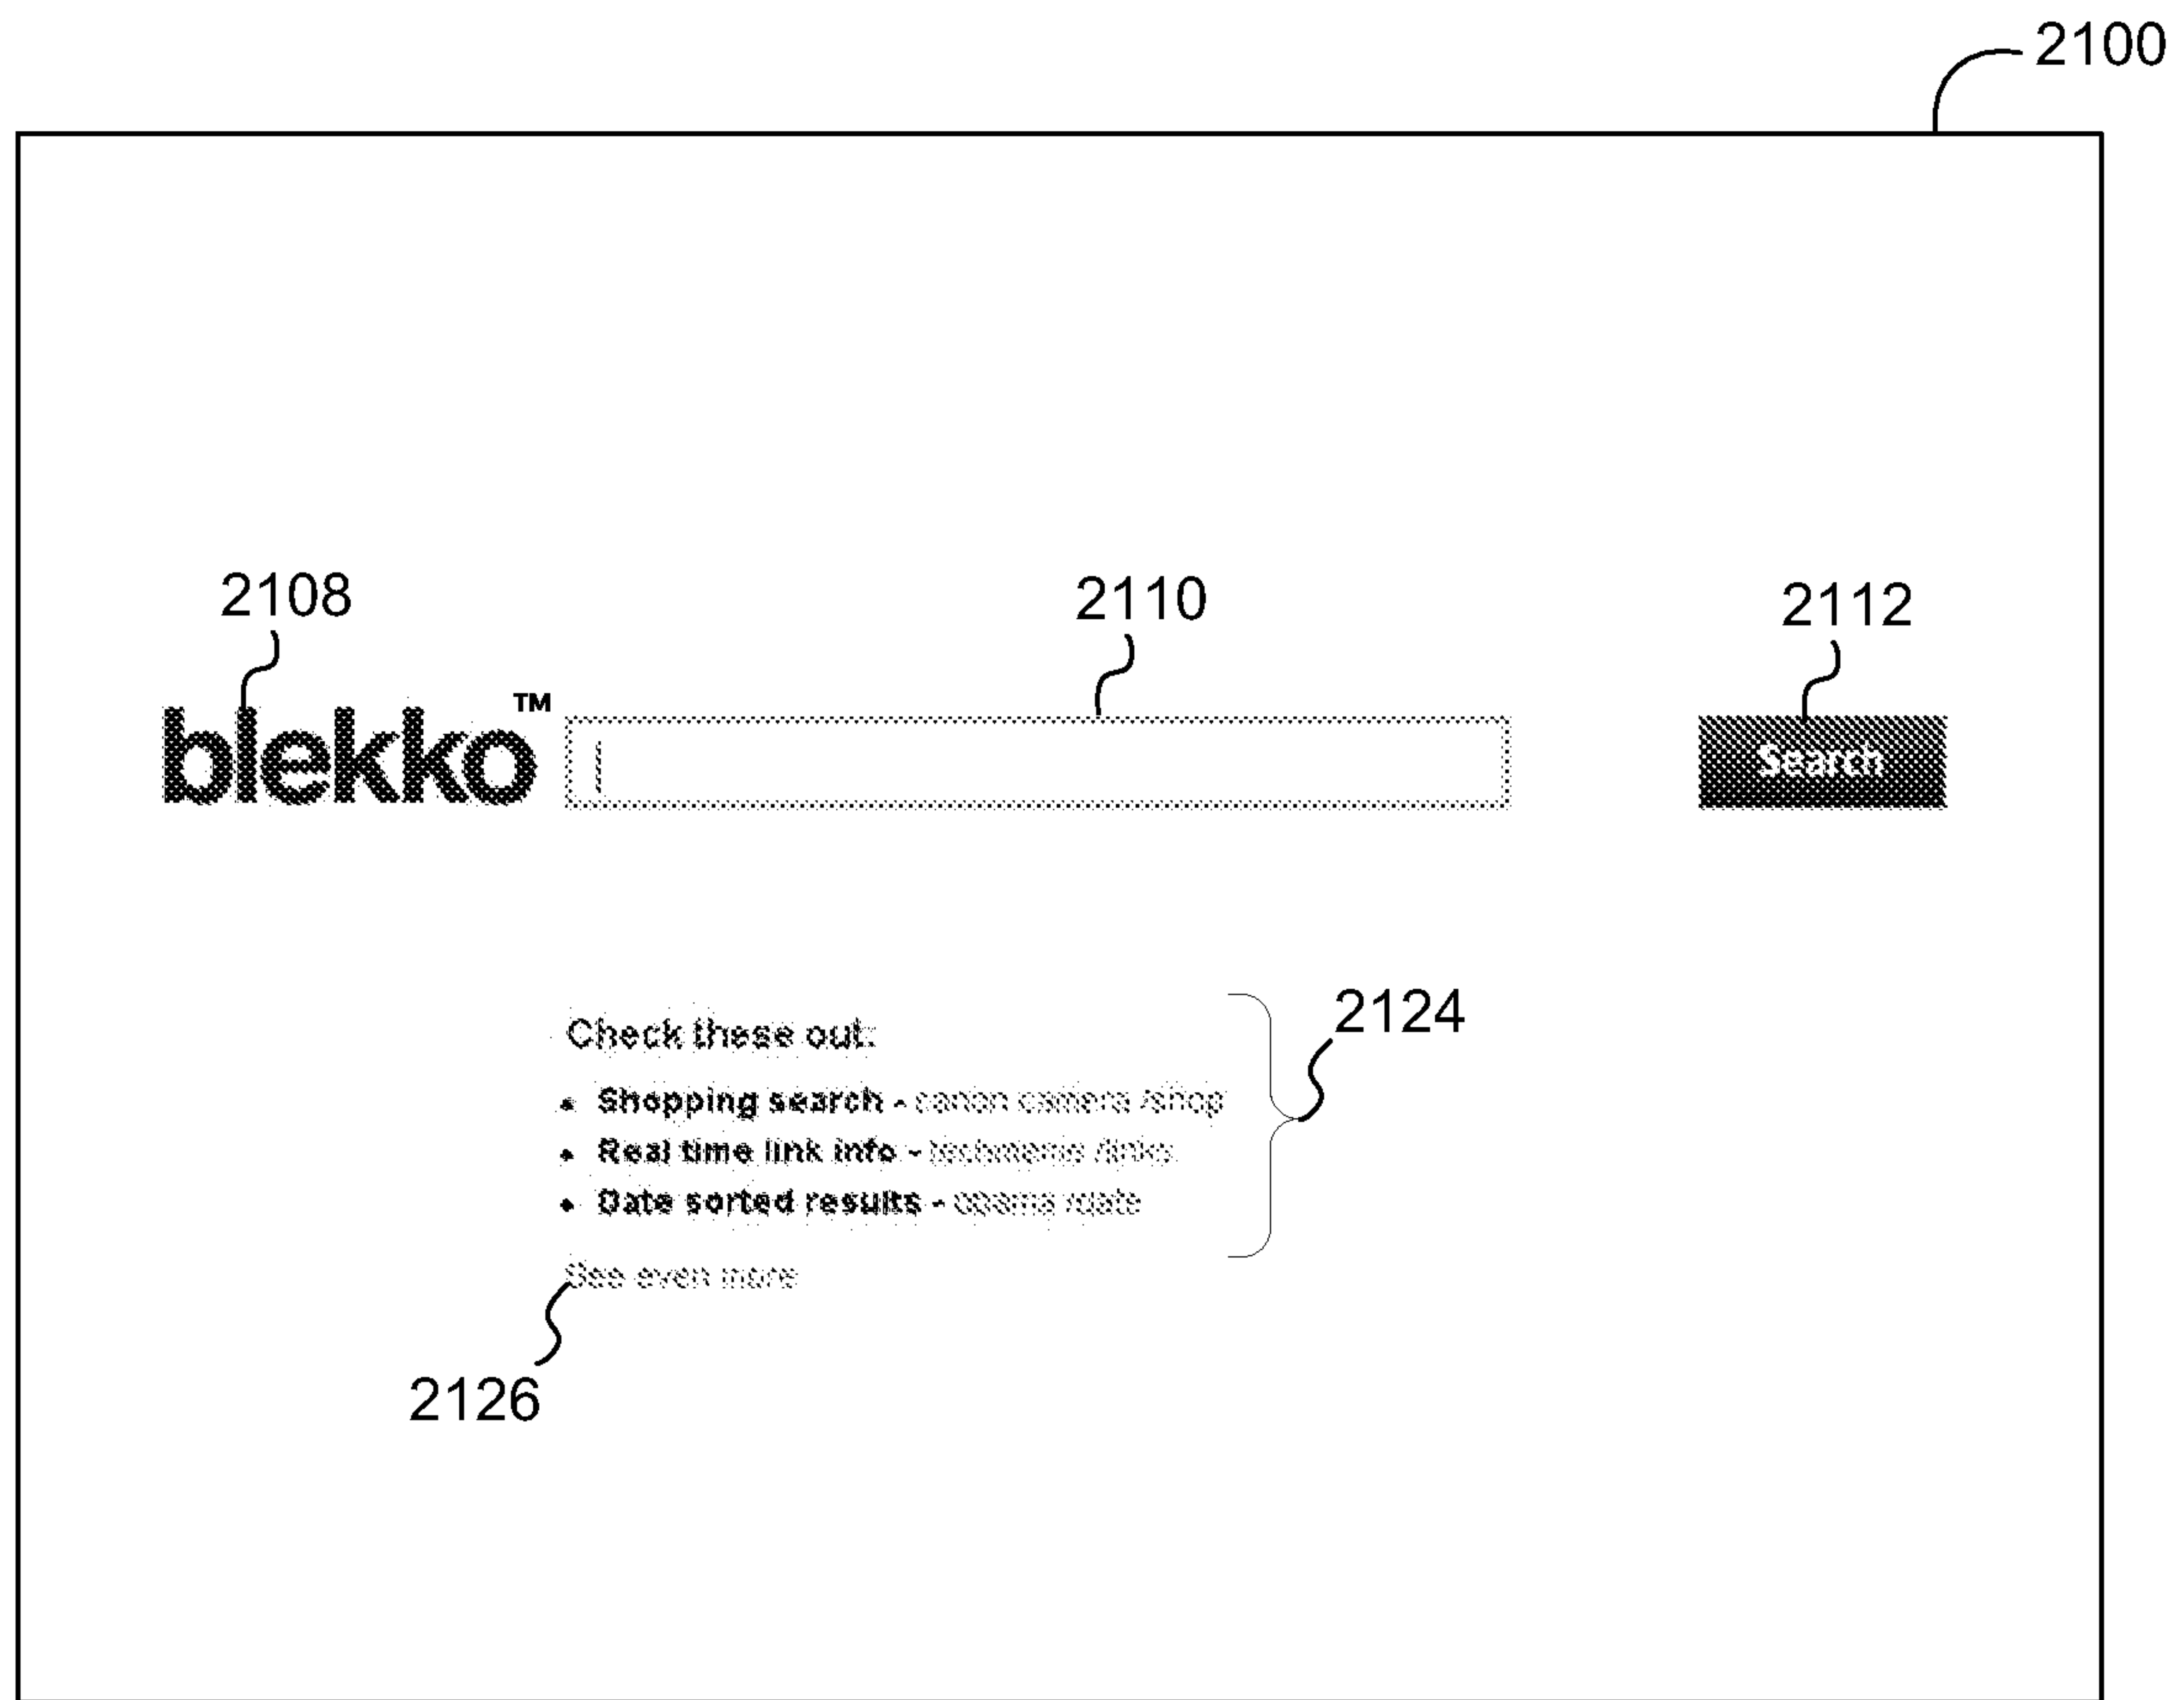 2100
2108
2110
2112
blekko™
Search
2124
Check these out:
• Shopping search - canon camera /shop
• Real time link info - techmeme /links
• Date sorted results - obama /date
See even more
2126